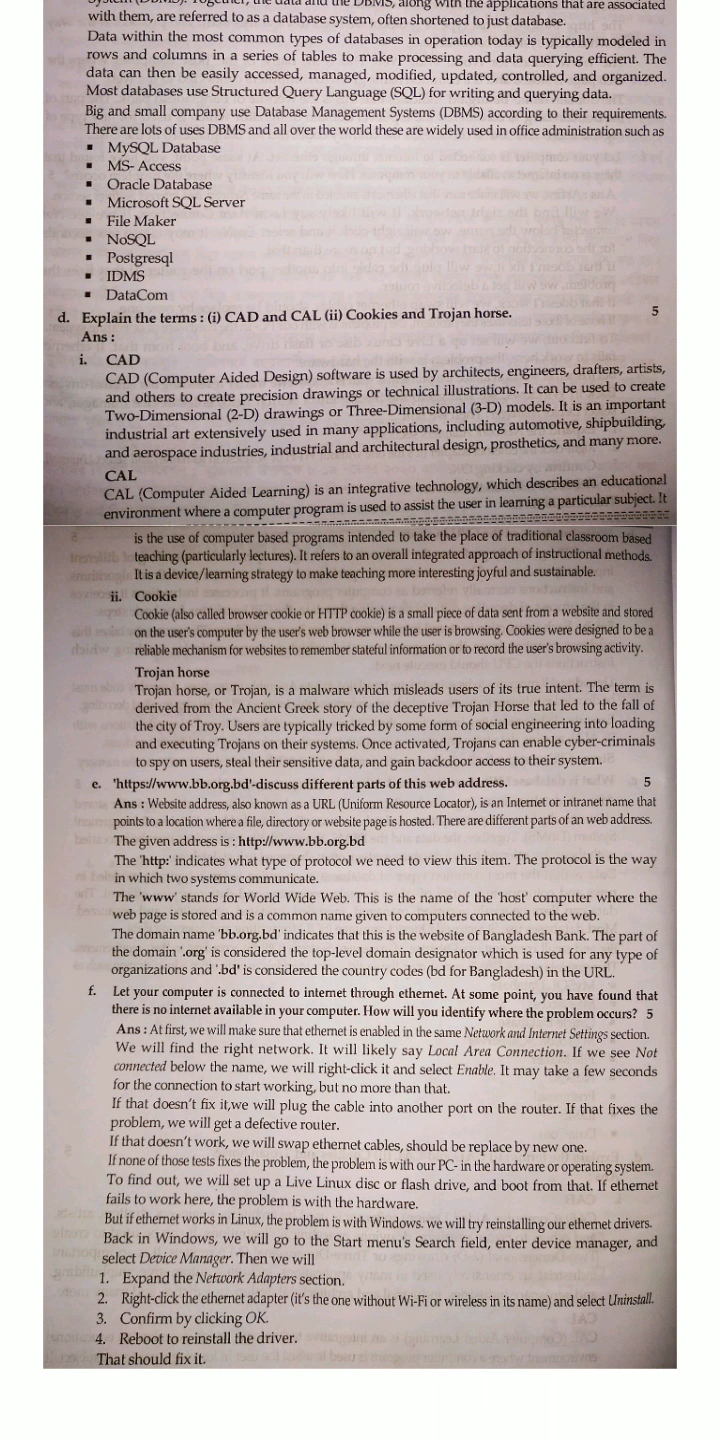 System (DBMS). Together, the data and the DBMS, along with the applications that are associated
with them, are referred to as a database system, often shortened to just database.
Data within the most common types of databases in operation today is typically modeled in
rows and columns in a series of tables to make processing and data querying efficient. The
data can then be easily accessed, managed, modified, updated, controlled, and organized.
Most databases use Structured Query Language (SQL) for writing and querying data.
Big and small company use Database Management Systems (DBMS) according to their requirements.
There are lots of uses DBMS and all over the world these are widely used in office administration such as
▪ MySQL Database
▪ MS- Access
▪ Oracle Database
▪ Microsoft SQL Server
▪ File Maker
▪ NoSQL
▪ Postgresql
▪ IDMS
▪ DataCom
d. Explain the terms : (i) CAD and CAL (ii) Cookies and Trojan horse. 5
Ans :
i. CAD
CAD (Computer Aided Design) software is used by architects, engineers, drafters, artists,
and others to create precision drawings or technical illustrations. It can be used to create
Two-Dimensional (2-D) drawings or Three-Dimensional (3-D) models. It is an important
industrial art extensively used in many applications, including automotive, shipbuilding,
and aerospace industries, industrial and architectural design, prosthetics, and many more.
CAL
CAL (Computer Aided Learning) is an integrative technology, which describes an educational
environment where a computer program is used to assist the user in learning a particular subject. It
is the use of computer based programs intended to take the place of traditional classroom based
teaching (particularly lectures). It refers to an overall integrated approach of instructional methods.
It is a device/learning strategy to make teaching more interesting joyful and sustainable.
ii. Cookie
Cookie (also called browser cookie or HTTP cookie) is a small piece of data sent from a website and stored
on the user's computer by the user's web browser while the user is browsing. Cookies were designed to be a
reliable mechanism for websites to remember stateful information or to record the user's browsing activity.
Trojan horse
Trojan horse, or Trojan, is a malware which misleads users of its true intent. The term is
derived from the Ancient Greek story of the deceptive Trojan Horse that led to the fall of
the city of Troy. Users are typically tricked by some form of social engineering into loading
and executing Trojans on their systems. Once activated, Trojans can enable cyber-criminals
to spy on users, steal their sensitive data, and gain backdoor access to their system.
e. 'https://www.bb.org.bd'-discuss different parts of this web address. 5
Ans : Website address, also known as a URL (Uniform Resource Locator), is an Internet or intranet name that
points to a location where a file, directory or website page is hosted. There are different parts of an web address.
The given address is : http://www.bb.org.bd
The 'http:' indicates what type of protocol we need to view this item. The protocol is the way
in which two systems communicate.
The 'www' stands for World Wide Web. This is the name of the 'host' computer where the
web page is stored and is a common name given to computers connected to the web.
The domain name 'bb.org.bd' indicates that this is the website of Bangladesh Bank. The part of
the domain '.org' is considered the top-level domain designator which is used for any type of
organizations and '.bd' is considered the country codes (bd for Bangladesh) in the URL.
f. Let your computer is connected to internet through ethernet. At some point, you have found that
there is no internet available in your computer. How will you identify where the problem occurs? 5
Ans : At first, we will make sure that ethernet is enabled in the same Network and Internet Settings section.
We will find the right network. It will likely say Local Area Connection. If we see Not
connected below the name, we will right-click it and select Enable. It may take a few seconds
for the connection to start working, but no more than that.
If that doesn't fix it,we will plug the cable into another port on the router. If that fixes the
problem, we will get a defective router.
If that doesn't work, we will swap ethernet cables, should be replace by new one.
If none of those tests fixes the problem, the problem is with our PC- in the hardware or operating system.
To find out, we will set up a Live Linux disc or flash drive, and boot from that. If ethernet
fails to work here, the problem is with the hardware.
But if ethernet works in Linux, the problem is with Windows. we will try reinstalling our ethernet drivers.
Back in Windows, we will go to the Start menu's Search field, enter device manager, and
select Device Manager. Then we will
1. Expand the Network Adapters section.
2. Right-click the ethernet adapter (it's the one without Wi-Fi or wireless in its name) and select Uninstall.
3. Confirm by clicking OK.
4. Reboot to reinstall the driver.
That should fix it.